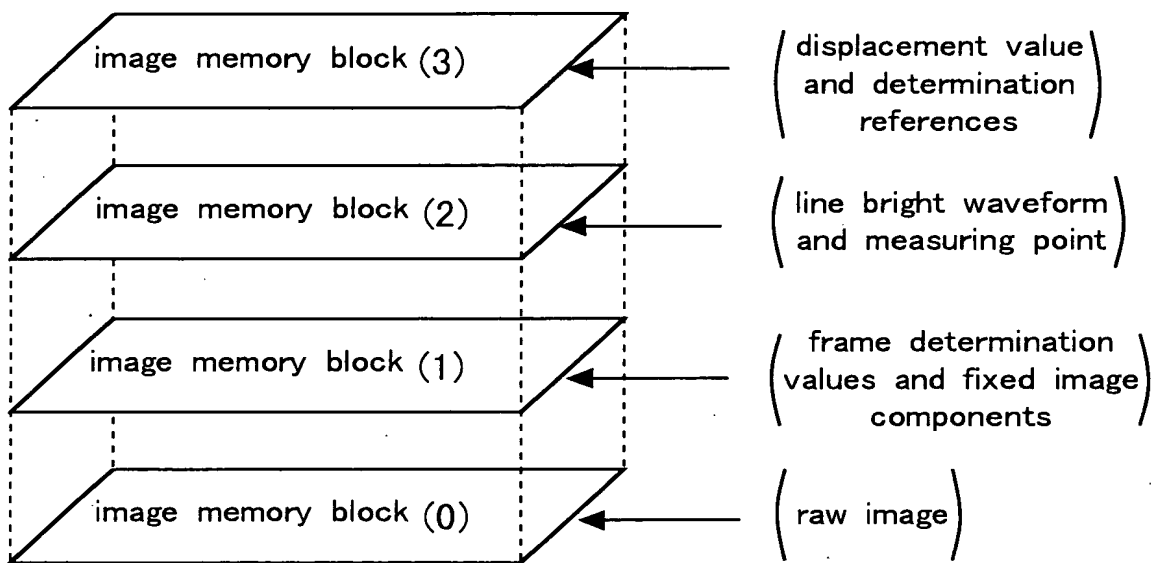 image memory block (3)
displacement value
and determination
references
image memory block (2)
line bright waveform
and measuring point
image memory block (1)
frame determination
values and fixed image
components
image memory block (0)
raw image